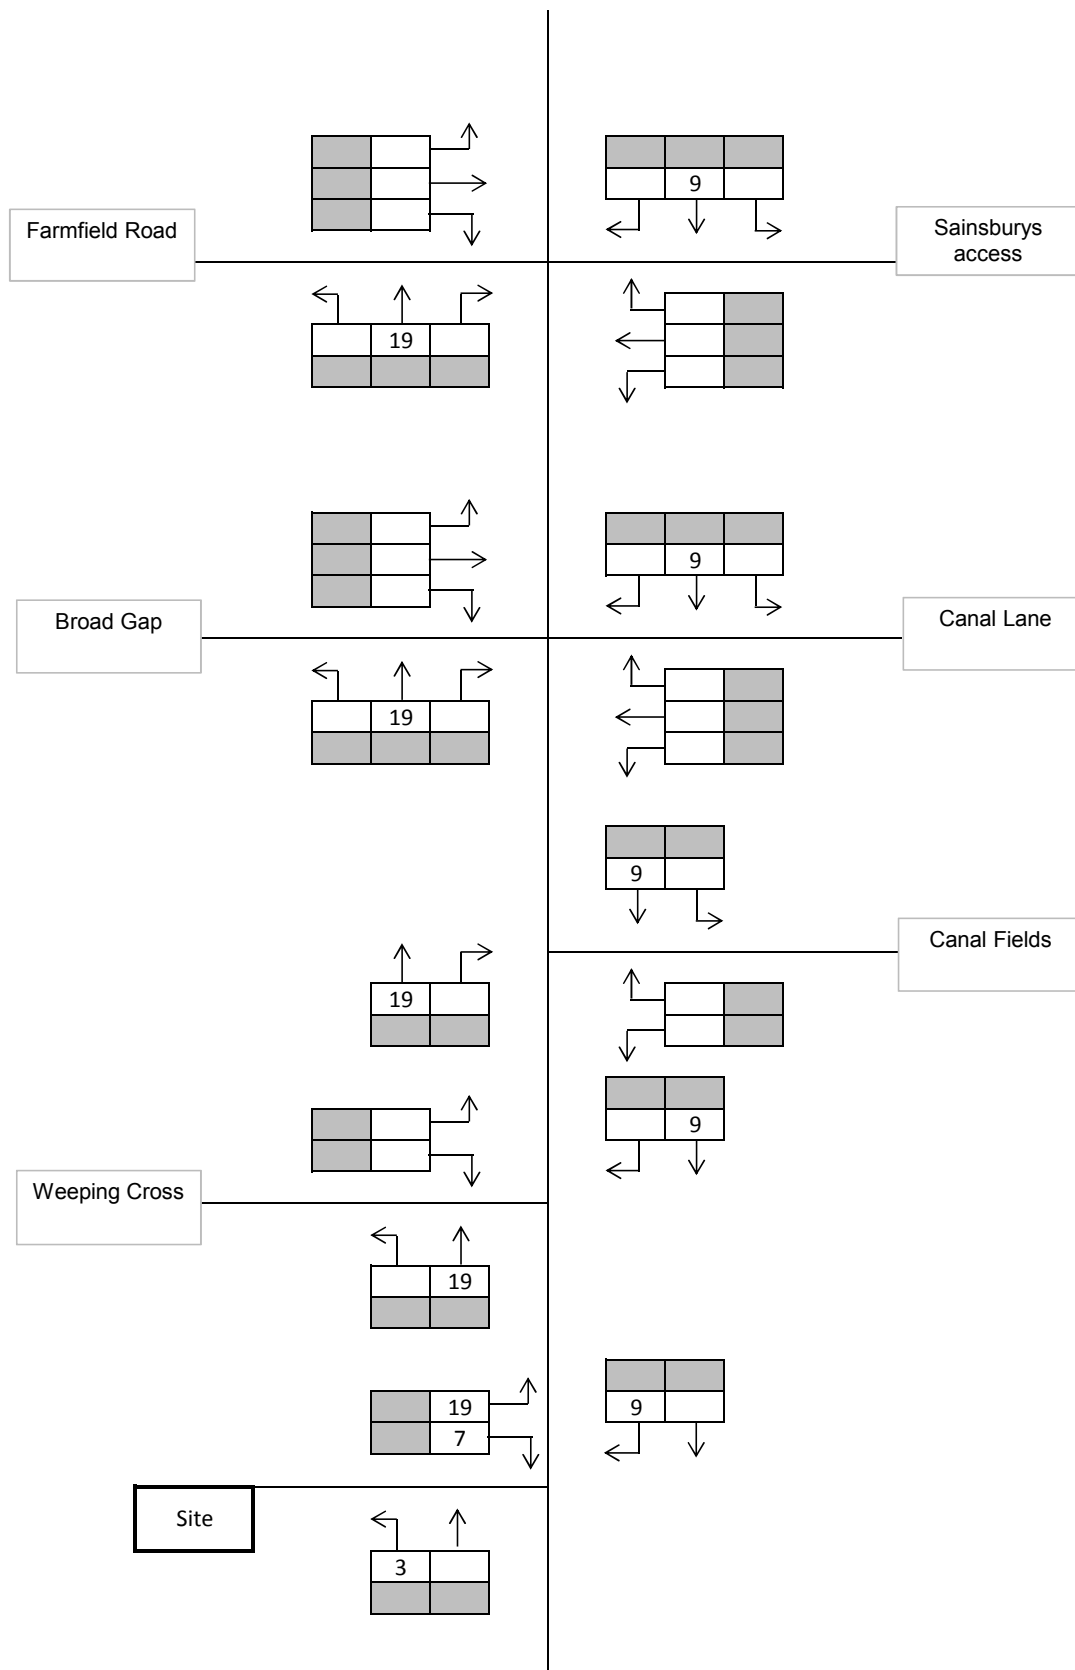 9
Farmfield Road
Sainsburys
access
19
9
Broad Gap
Canal Lane
19
9
Canal Fields
19
9
Weeping Cross
19
19
9
7
Site
3